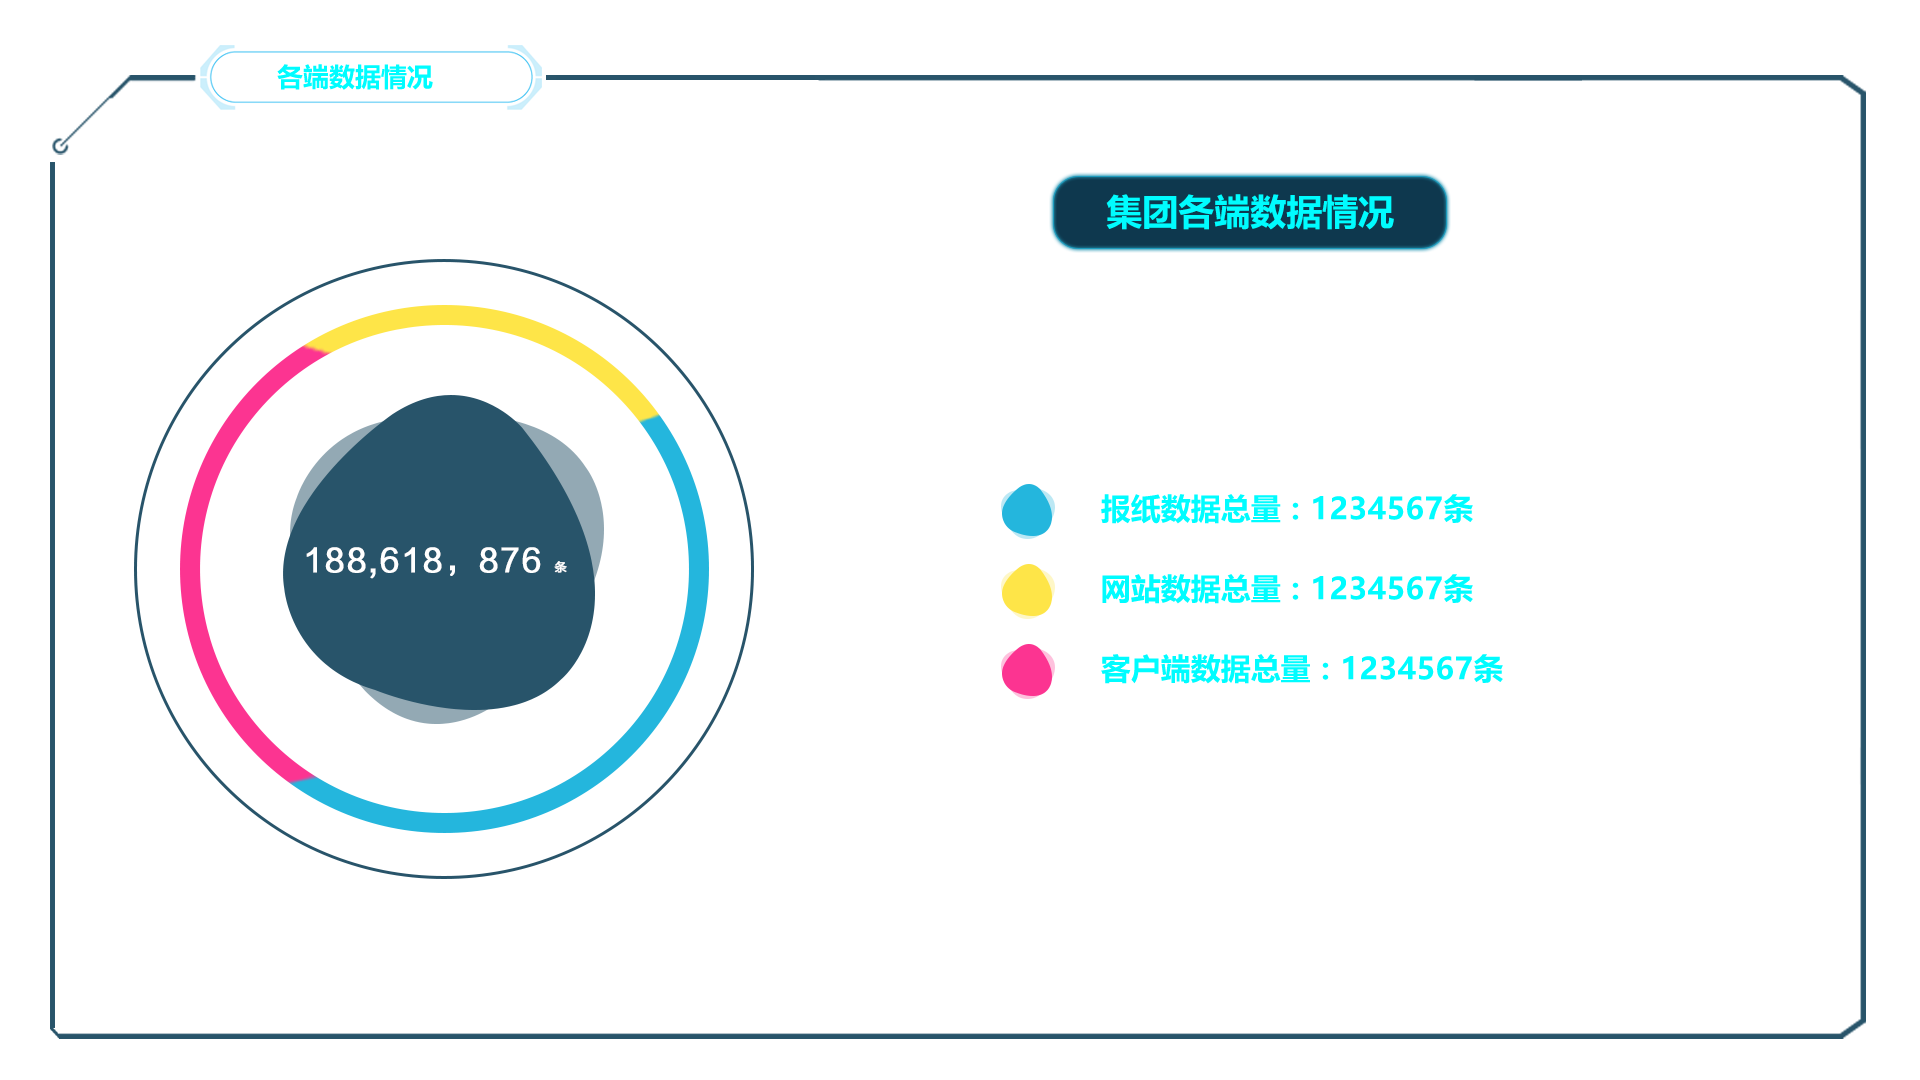 各端数据情况
集团各端数据情况
188,618，876 条
报纸数据总量：1234567条
网站数据总量：1234567条
客户端数据总量：1234567条